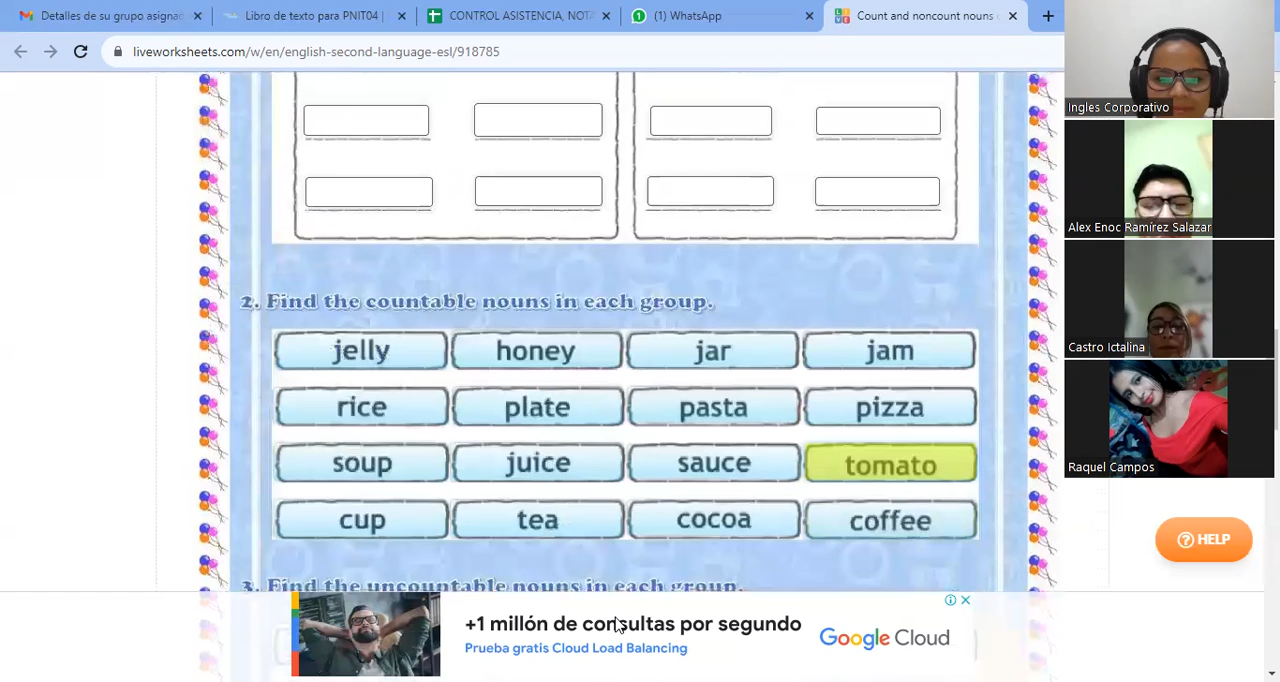 Detalles de su grupo asignad
Libro de texto para PNIT04 |
CONTROL ASISTENCIA, NOTA
(1) WhatsApp
Count and noncount nouns
liveworksheets.com/w/en/english-second-language-esl/918785
2. Find the countable nouns in each group.
jelly honey jar jam
rice plate pasta pizza
soup juice sauce tomato
cup tea cocoa coffee
3. Find the uncountable nouns in each group.
+1 millón de consultas por segundo
Prueba gratis Cloud Load Balancing
Google Cloud
HELP
Ingles Corporativo
Alex Enoc Ramírez Salazar
Castro Ictalina
Raquel Campos